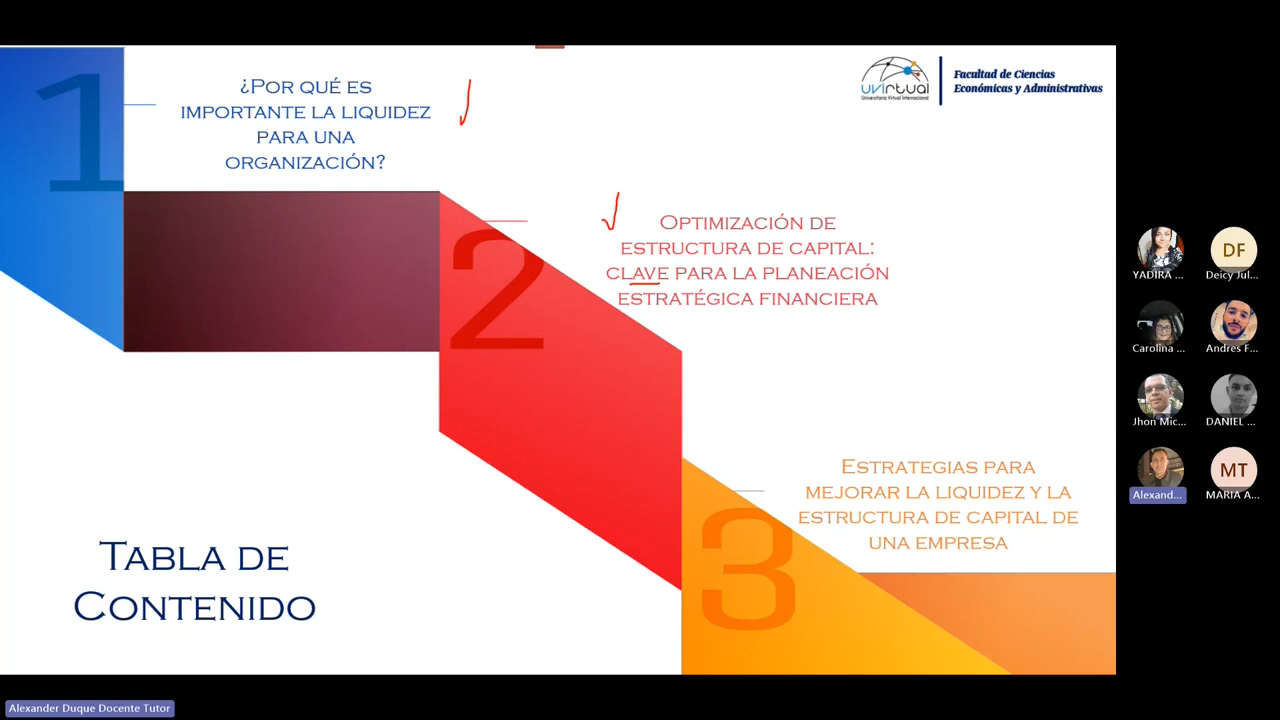 1
¿POR QUÉ ES
IMPORTANTE LA LIQUIDEZ
PARA UNA
ORGANIZACIÓN?
uvirtual
Universitaria Virtual Internacional
Facultad de Ciencias
Económicas y Administrativas
2
OPTIMIZACIÓN DE
ESTRUCTURA DE CAPITAL:
CLAVE PARA LA PLANEACIÓN
ESTRATÉGICA FINANCIERA
3
ESTRATEGIAS PARA
MEJORAR LA LIQUIDEZ Y LA
ESTRUCTURA DE CAPITAL DE
UNA EMPRESA
TABLA DE
CONTENIDO
YADIRA ...
DF
Deicy Jul...
Carolina ...
Andres F...
Jhon Mic...
DANIEL ...
Alexand...
MT
MARIA A...
Alexander Duque Docente Tutor